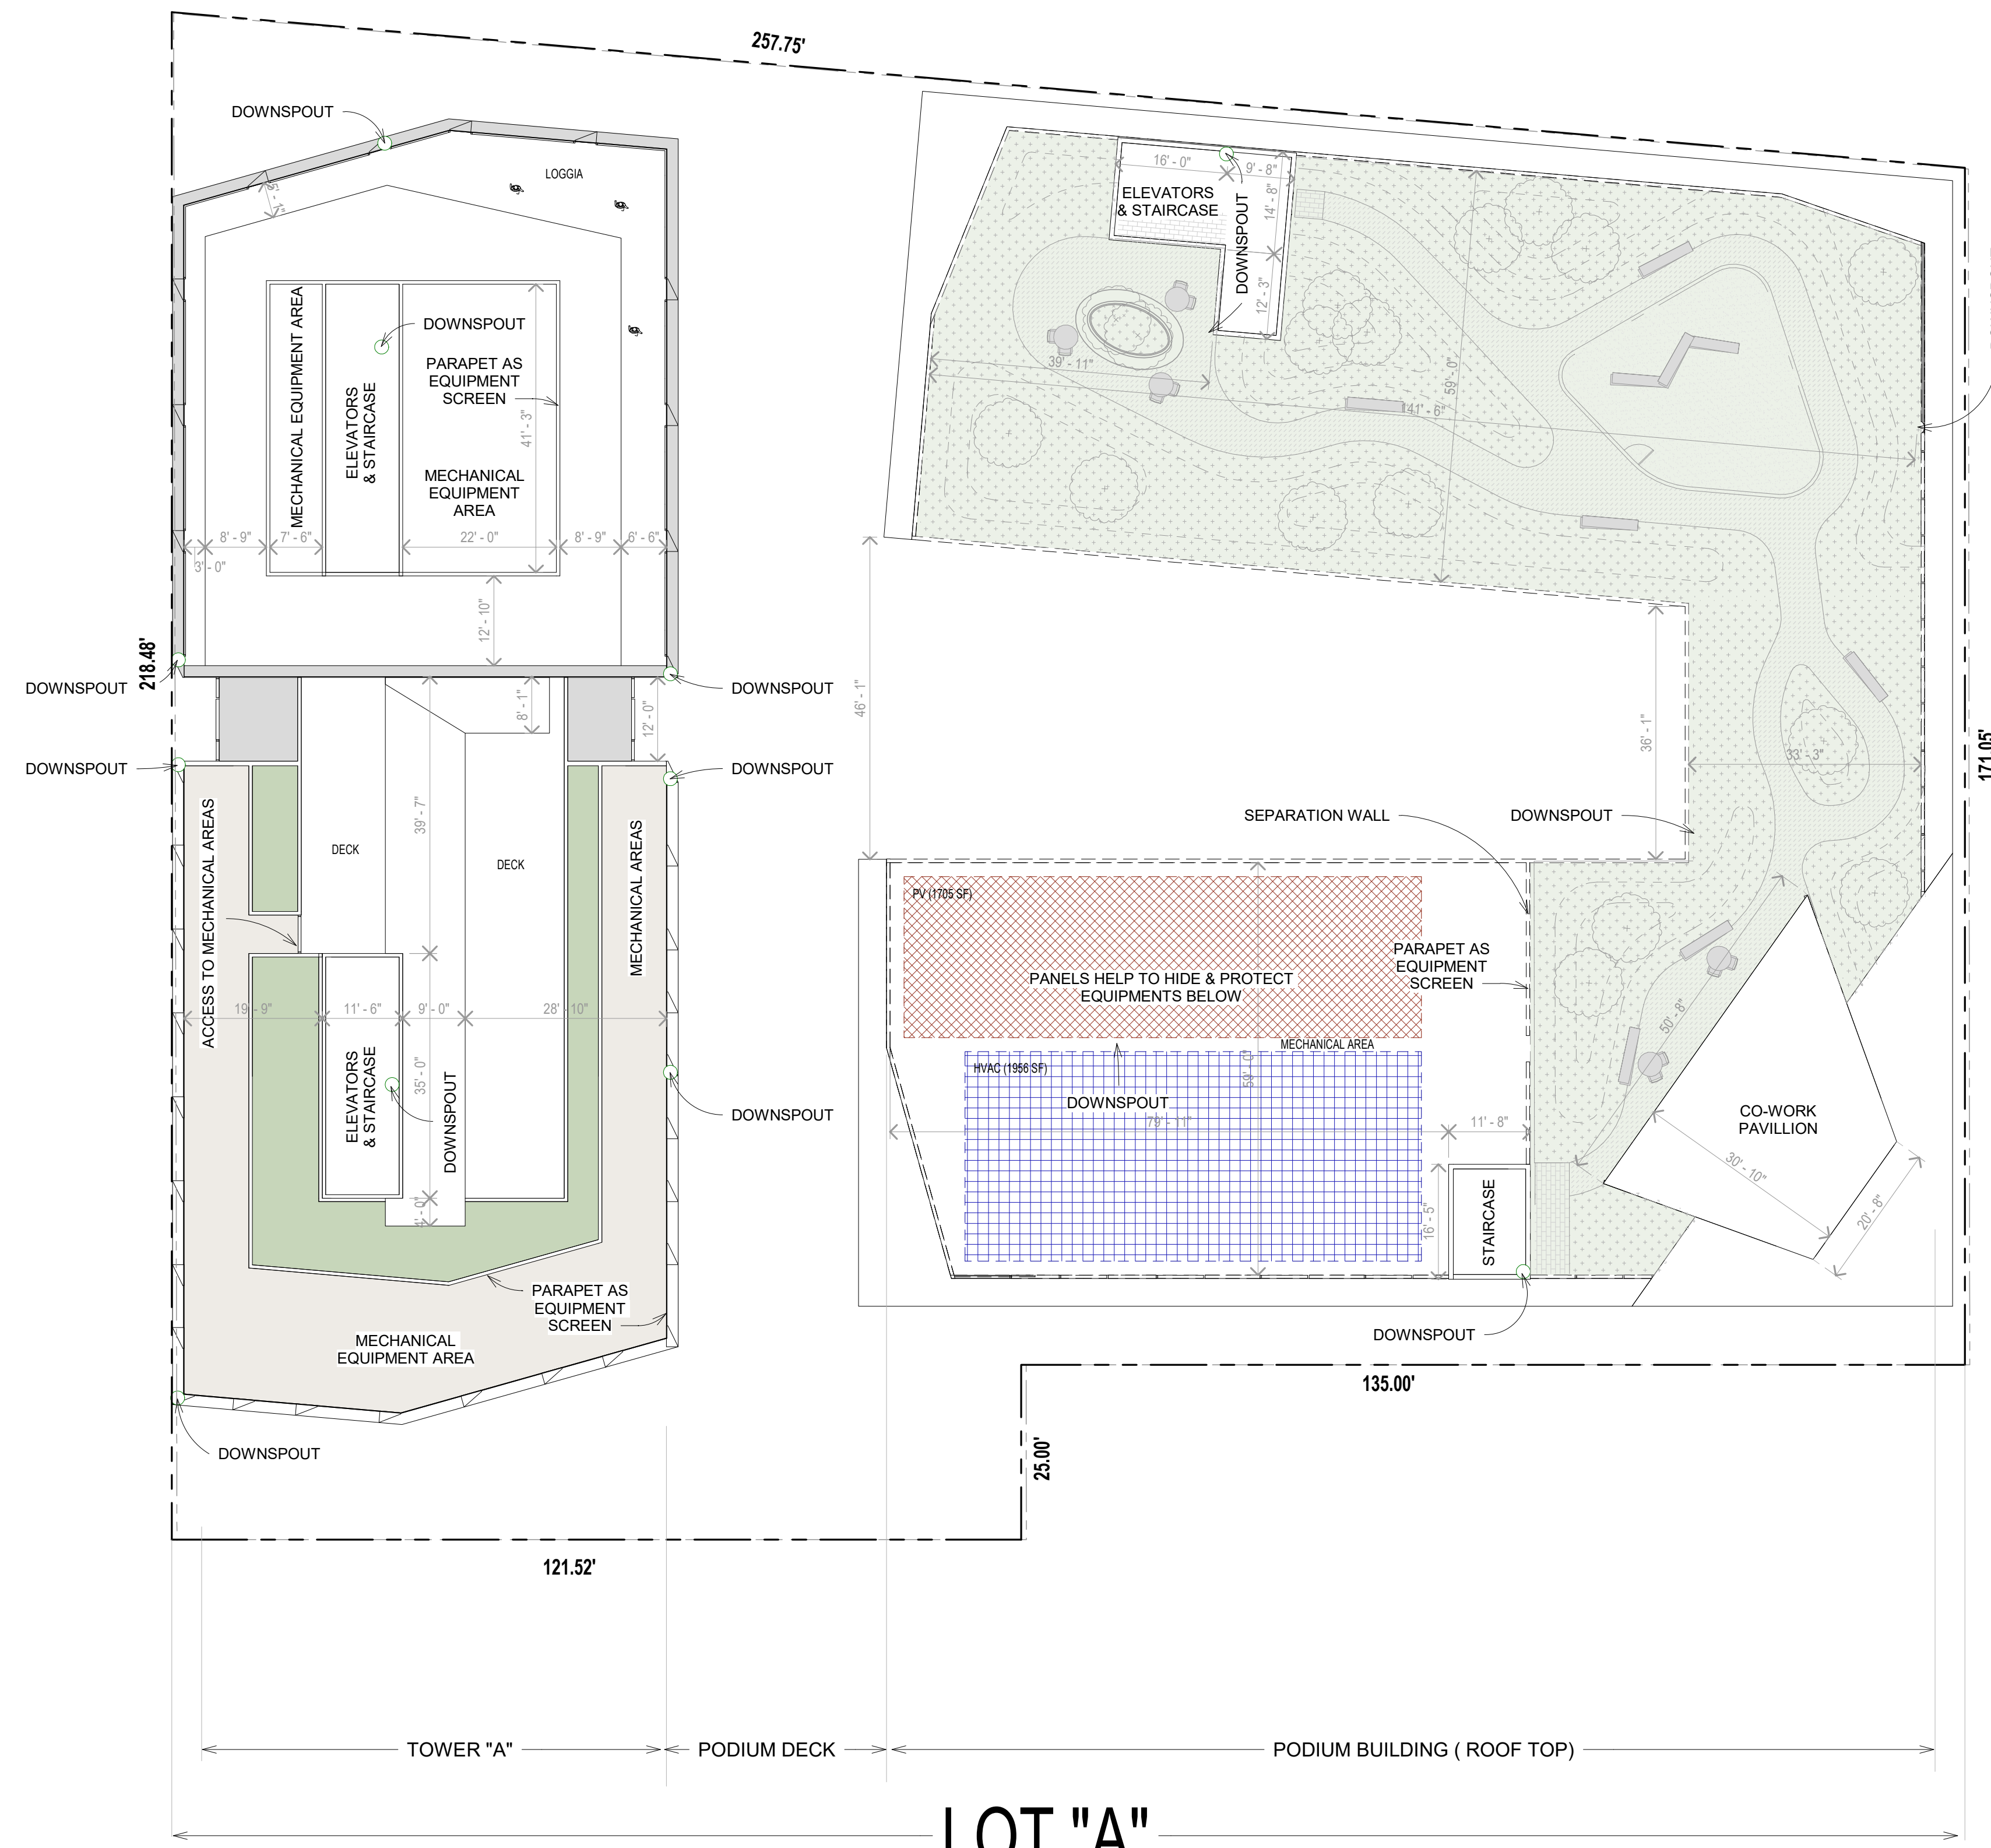 257.75'
DOWNSPOUT
LOGGIA
5' - 1"
16' - 0"
9' - 8"
14' - 8"
ELEVATORS
& STAIRCASE
DOWNSPOUT
12' - 3"
MECHANICAL EQUIPMENT AREA
DOWNSPOUT
ELEVATORS
& STAIRCASE
PARAPET AS
EQUIPMENT
SCREEN
41' - 3"
MECHANICAL
EQUIPMENT
AREA
39' - 11"
59' - 0"
141' - 6"
8' - 9"
7' - 6"
22' - 0"
8' - 9"
6' - 6"
3' - 0"
12' - 10"
218.48'
DOWNSPOUT
DOWNSPOUT
8' - 1"
12' - 0"
46' - 1"
36' - 1"
33' - 3"
171.05'
DOWNSPOUT
DOWNSPOUT
ACCESS TO MECHANICAL AREAS
39' - 7"
DECK
DECK
MECHANICAL AREAS
SEPARATION WALL
DOWNSPOUT
PV (1705 SF)
PANELS HELP TO HIDE & PROTECT
EQUIPMENTS BELOW
PARAPET AS
EQUIPMENT
SCREEN
MECHANICAL AREA
HVAC (1956 SF)
59' - 0"
DOWNSPOUT
79' - 11"
11' - 8"
50' - 8"
CO-WORK
PAVILLION
30' - 10"
20' - 8"
19' - 9"
11' - 6"
9' - 0"
28' - 10"
ELEVATORS
& STAIRCASE
35' - 0"
DOWNSPOUT
DOWNSPOUT
4' - 0"
16' - 5"
STAIRCASE
PARAPET AS
EQUIPMENT
SCREEN
MECHANICAL
EQUIPMENT AREA
DOWNSPOUT
135.00'
DOWNSPOUT
25.00'
121.52'
TOWER "A"
PODIUM DECK
PODIUM BUILDING ( ROOF TOP)
LOT "A"